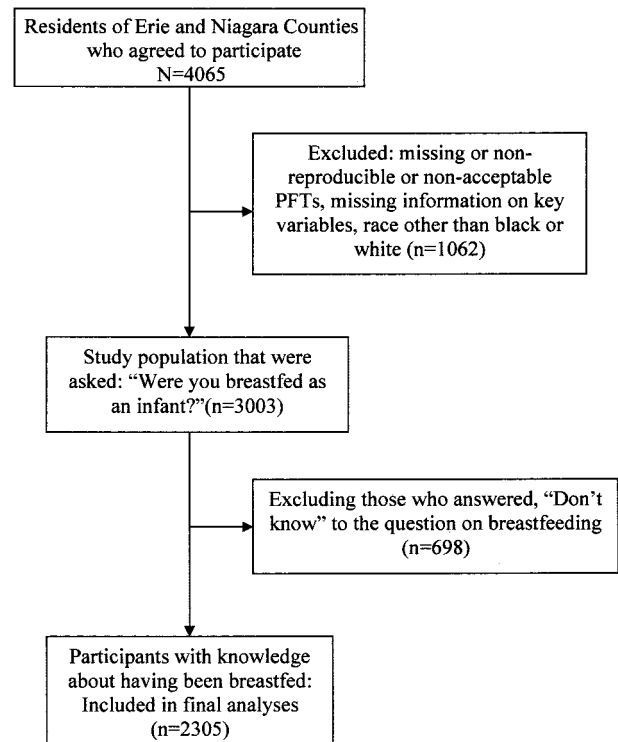 Residents of Erie and Niagara Counties
who agreed to participate
N=4065
Excluded: missing or non-
reproducible or non-acceptable
PFTs, missing information on key
variables, race other than black or
white (n=1062)
Study population that were
asked: “Were you breastfed as
an infant?”(n=3003)
Excluding those who answered, “Don’t
know” to the question on breastfeeding
(n=698)
Participants with knowledge
about having been breastfed:
Included in final analyses
(n=2305)